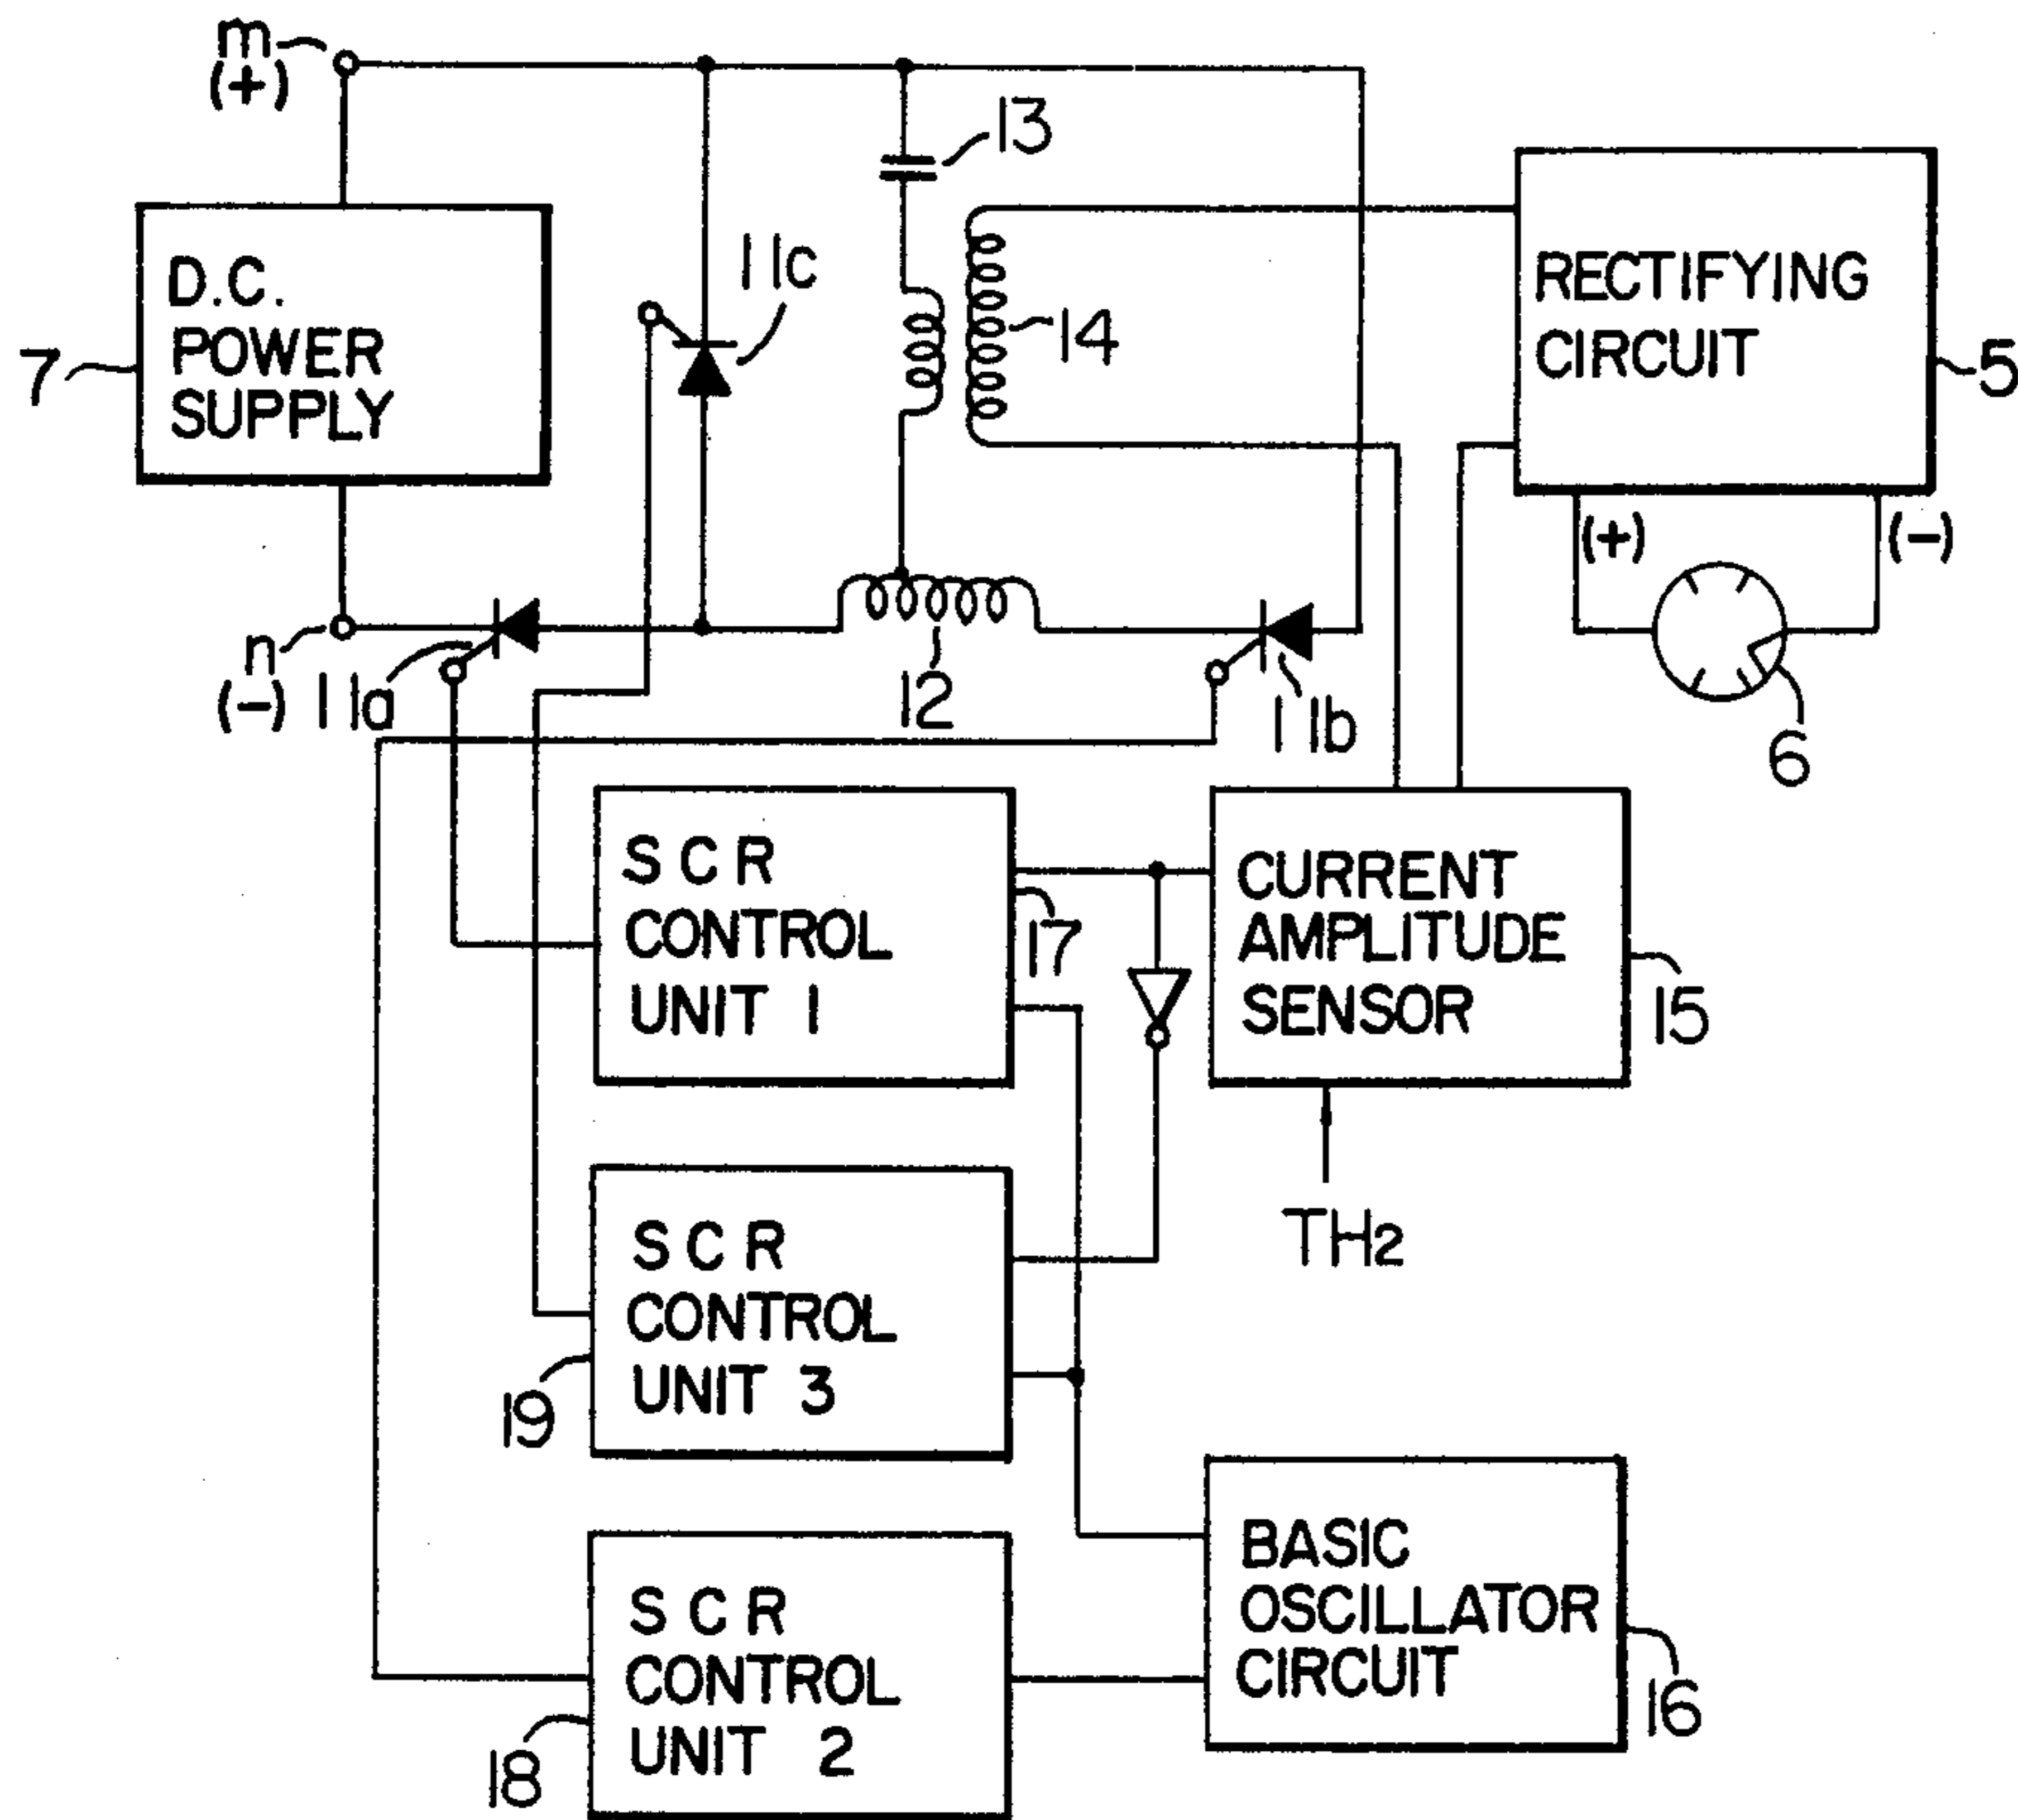 m
(+)
13
D.C.
POWER
SUPPLY
7
11c
14
RECTIFYING
CIRCUIT
5
(+)
(-)
n
(-)
11a
12
11b
6
SCR
CONTROL
UNIT 1
17
CURRENT
AMPLITUDE
SENSOR
15
TH2
SCR
CONTROL
UNIT 3
19
BASIC
OSCILLATOR
CIRCUIT
16
SCR
CONTROL
UNIT 2
18